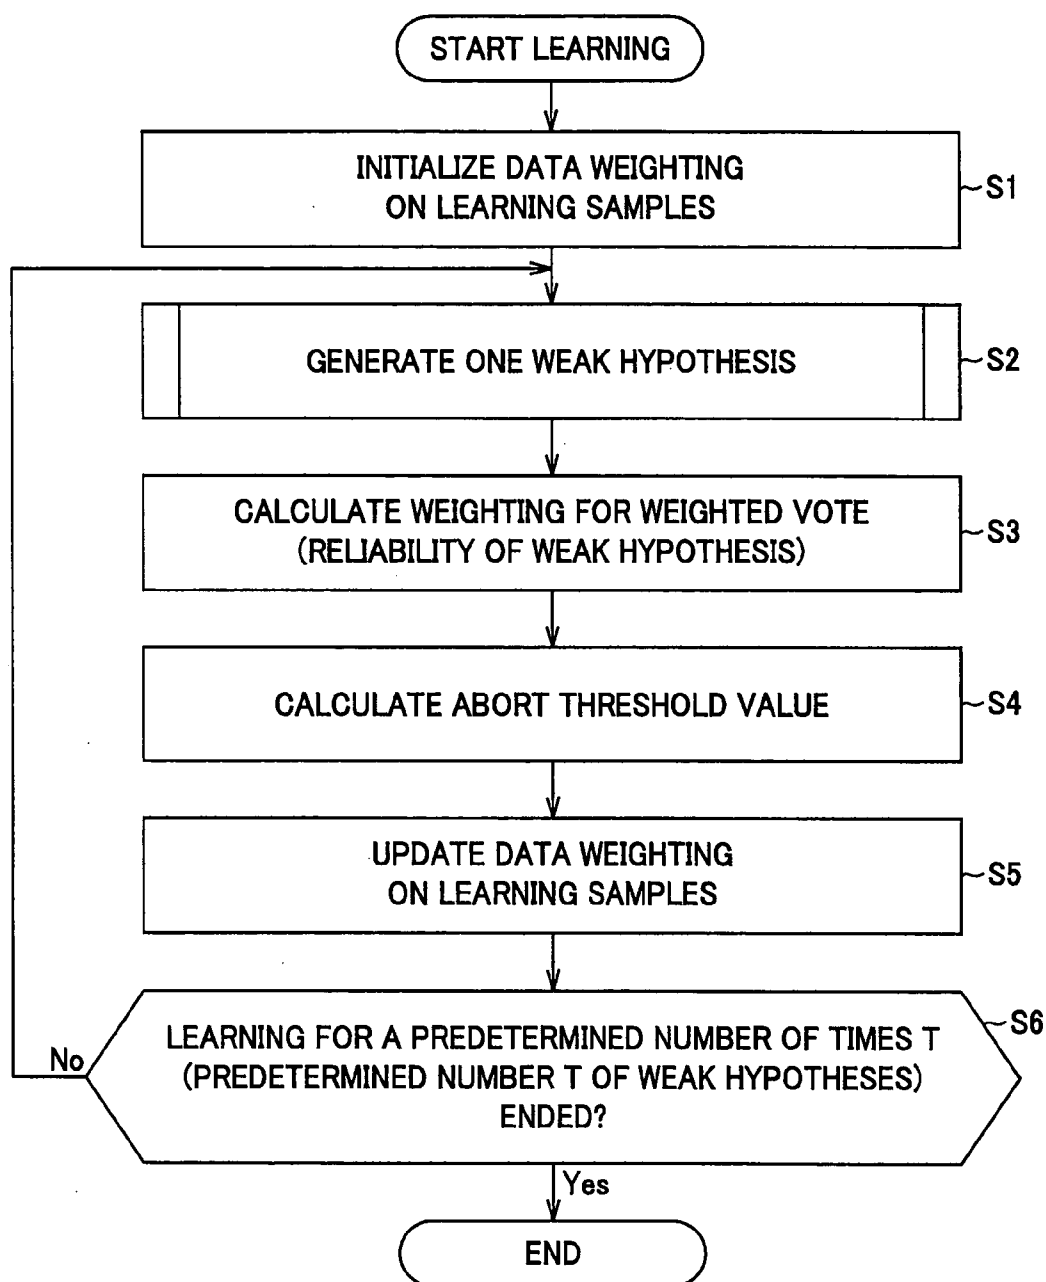 START LEARNING
INITIALIZE DATA WEIGHTING
ON LEARNING SAMPLES
S1
GENERATE ONE WEAK HYPOTHESIS
S2
CALCULATE WEIGHTING FOR WEIGHTED VOTE
(RELIABILITY OF WEAK HYPOTHESIS)
S3
CALCULATE ABORT THRESHOLD VALUE
S4
UPDATE DATA WEIGHTING
ON LEARNING SAMPLES
S5
LEARNING FOR A PREDETERMINED NUMBER OF TIMES T
(PREDETERMINED NUMBER T OF WEAK HYPOTHESES)
ENDED?
S6
No
Yes
END